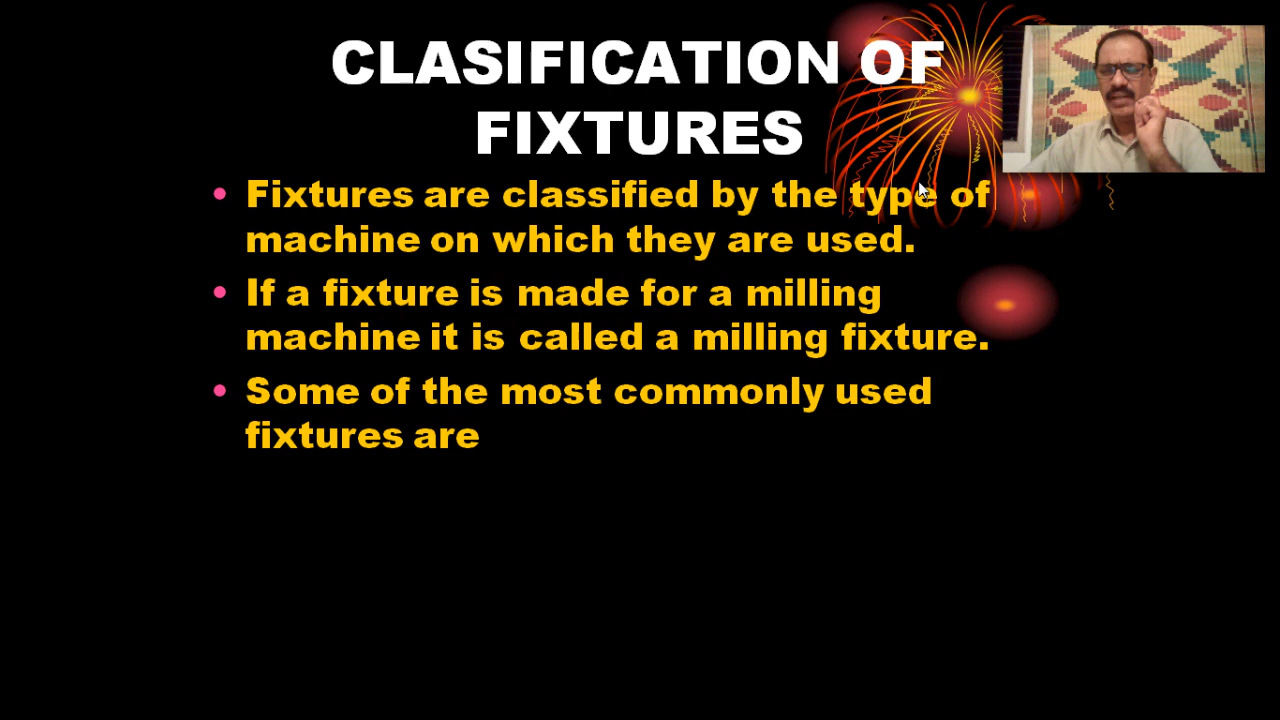 CLASIFICATION OF
FIXTURES
• Fixtures are classified by the type of
machine on which they are used.
• If a fixture is made for a milling
machine it is called a milling fixture.
• Some of the most commonly used
fixtures are